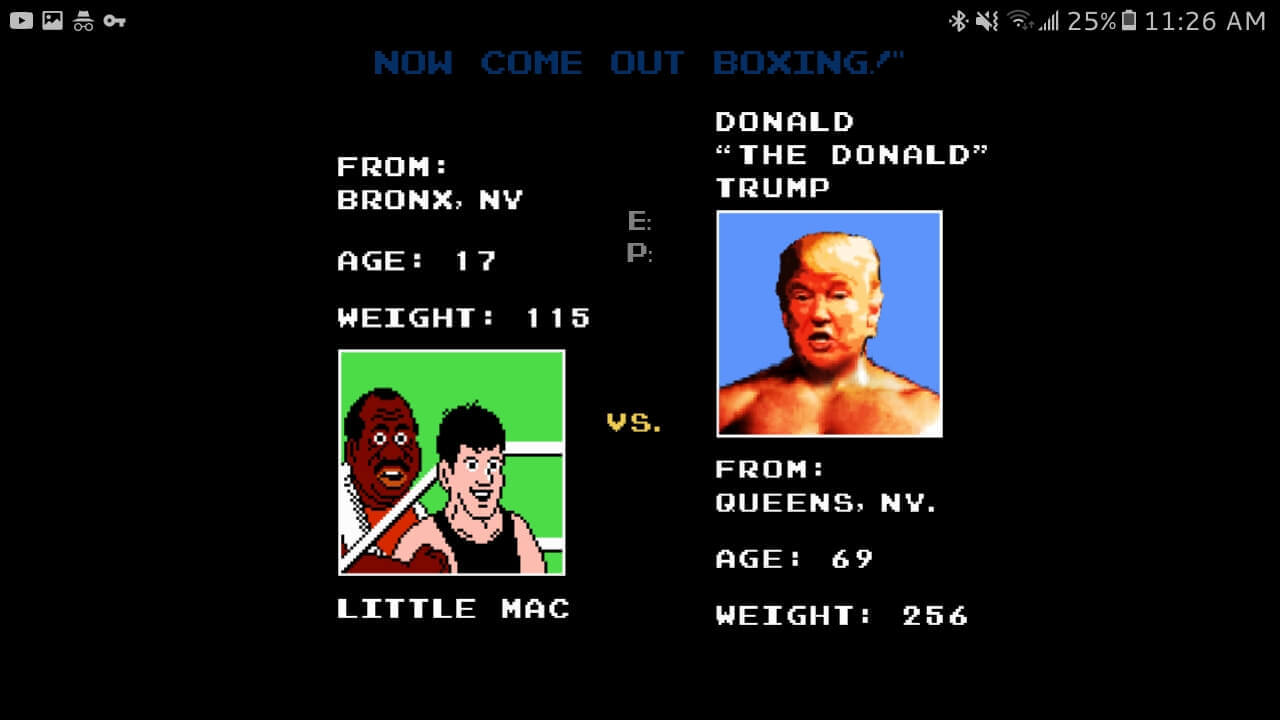 25% 11:26 AM
NOW COME OUT BOXING!"
FROM:
BRONX, NY
AGE: 17
WEIGHT: 115
LITTLE MAC
E:
P:
VS.
DONALD
“THE DONALD”
TRUMP
FROM:
QUEENS, NY.
AGE: 69
WEIGHT: 256